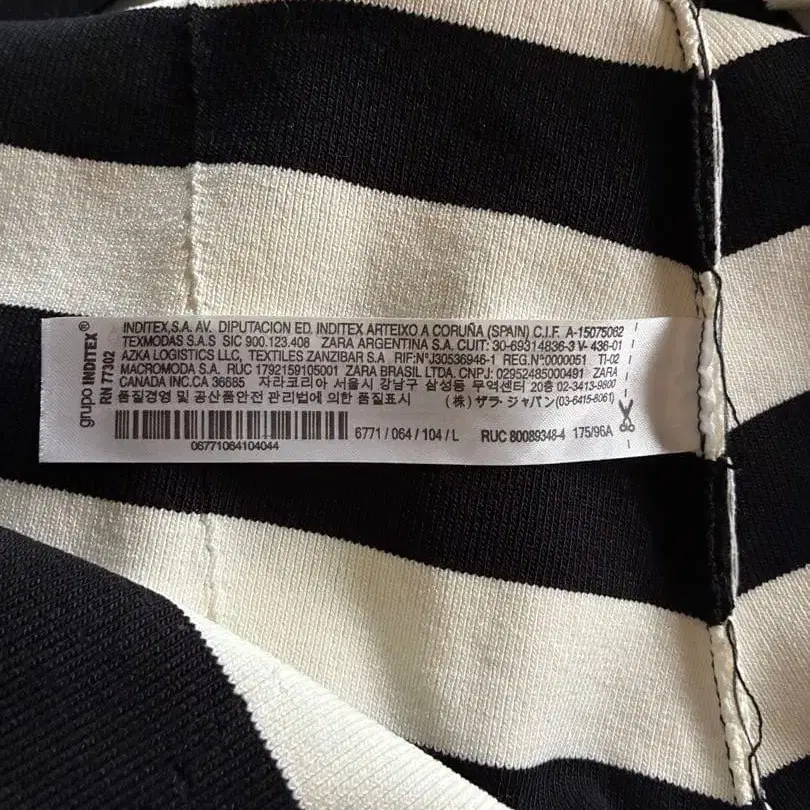 grupo INDITEX®
RN 77302
INDITEX,S.A. AV. DIPUTACION ED. INDITEX ARTEIXO A CORUÑA (SPAIN) C.I.F. A-15075062
TEXMODAS S.A.S SIC 900.123.408 ZARA ARGENTINA S.A. CUIT: 30-69314836-3 V- 436-01
AZKA LOGISTICS LLC, TEXTILES ZANZIBAR S.A RIF:NºJ30536946-1 REG.Nº0000051 TI-02
MACROMODA S.A. RUC 1792159105001 ZARA BRASIL LTDA. CNPJ: 02952485000491 ZARA
CANADA INC.CA 36685 자라코리아 서울시 강남구 삼성동 무역센터 20층 02-3413-9800
품질경영 및 공산품안전 관리법에 의한 품질표시 (株) ザラ・ジャパン(03-6415-8061)
6771 / 064 / 104 / L RUC 80089348-4 175/96A
06771064104044